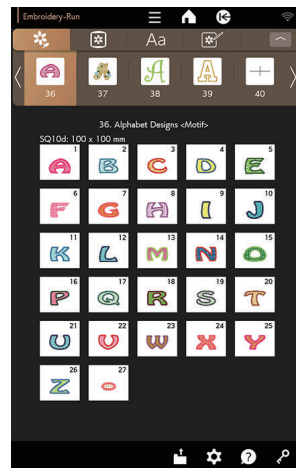 Embroidery-Run
Aa
A A A
36 37 38 39 40
36. Alphabet Designs <Motif>
SQ10d: 100 x 100 mm
1 2 3 4 5
A B C D E
6 7 8 9 10
F G H I J
11 12 13 14 15
K L M N O
16 17 18 19 20
P Q R S T
21 22 23 24 25
U V W X Y
26 27
Z
?